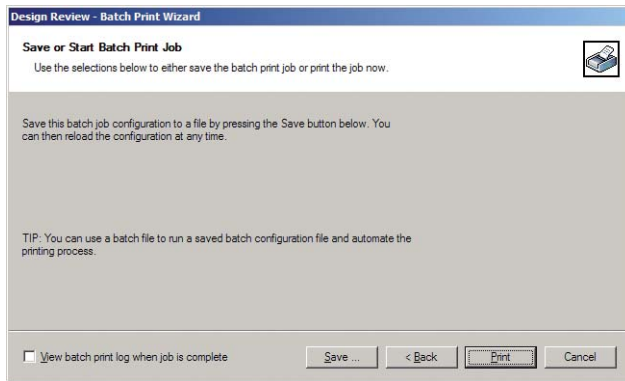 Design Review - Batch Print Wizard
Save or Start Batch Print Job
Use the selections below to either save the batch print job or print the job now.
Save this batch job configuration to a file by pressing the Save button below. You
can then reload the configuration at any time.
TIP: You can use a batch file to run a saved batch configuration file and automate the
printing process.
View batch print log when job is complete
Save ...
< Back
Print
Cancel